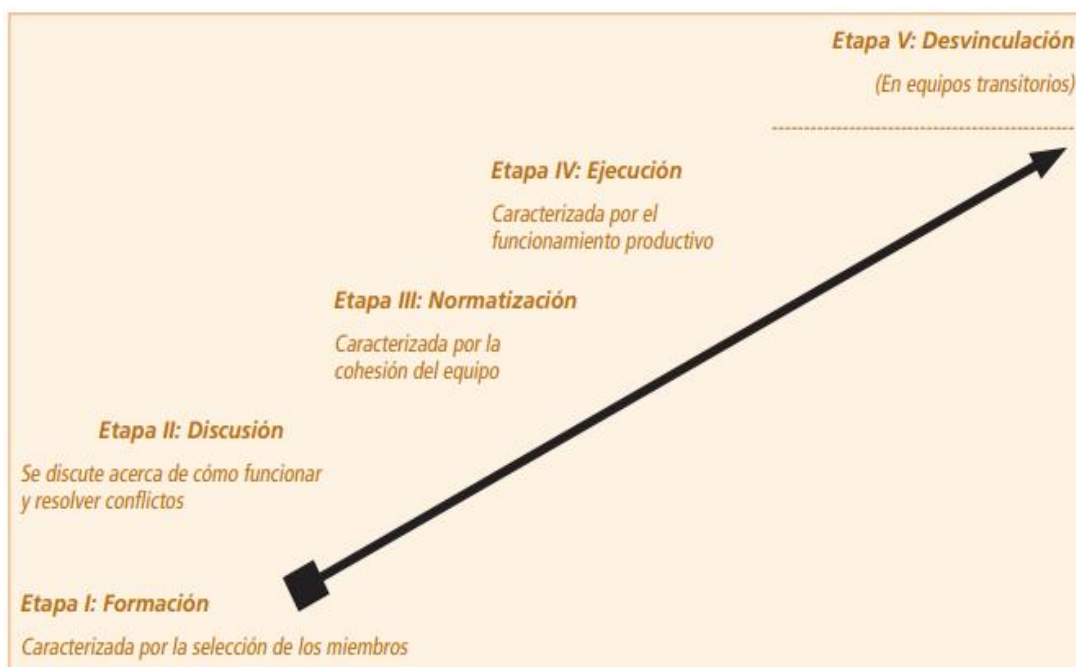 Etapa V: Desvinculación
(En equipos transitorios)
Etapa IV: Ejecución
Caracterizada por el
funcionamiento productivo
Etapa III: Normatización
Caracterizada por la
cohesión del equipo
Etapa II: Discusión
Se discute acerca de cómo funcionar
y resolver conflictos
Etapa I: Formación
Caracterizada por la selección de los miembros